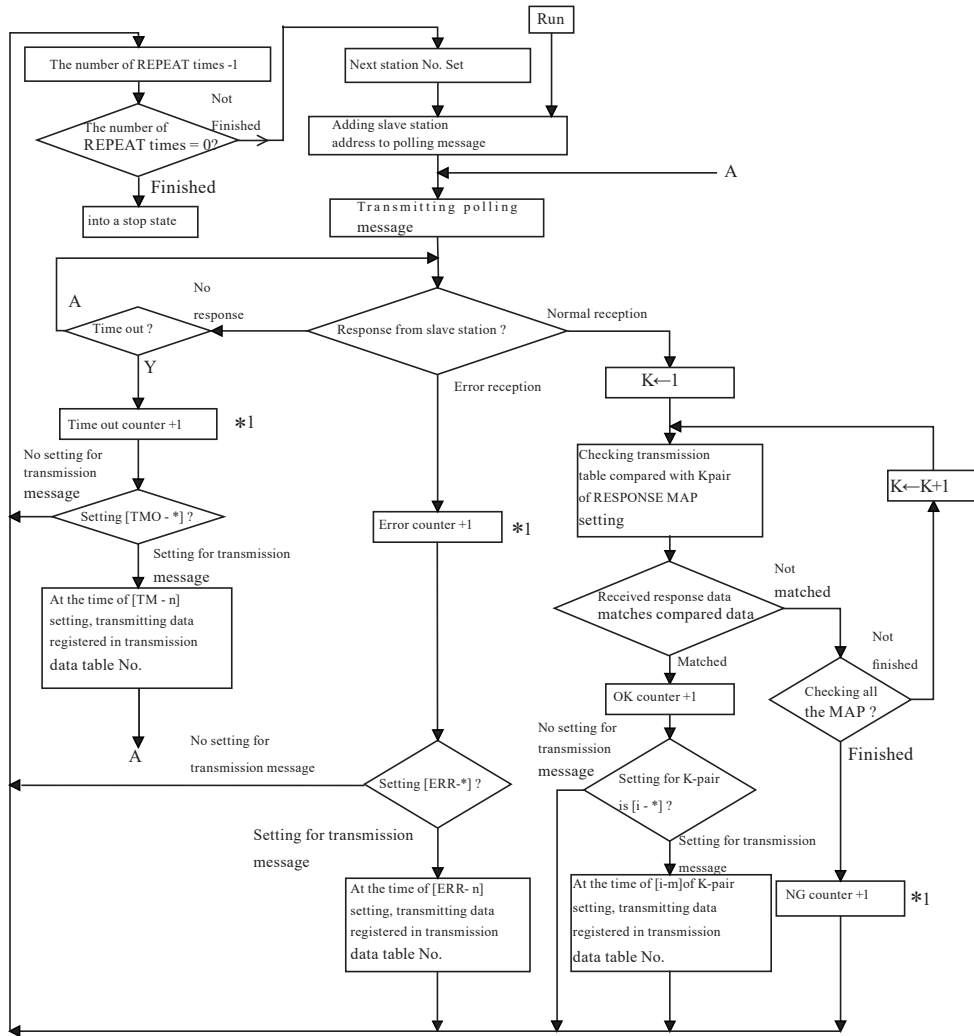 Run
The number of REPEAT times -1
Next station No. Set
Not
Finished
The number of
REPEAT times = 0?
Adding slave station
address to polling message
Finished
A
into a stop state
Transmitting polling
message
A
No
response
Normal reception
Time out ?
Response from slave station ?
Y
Error reception
K←1
Time out counter +1
*1
No setting for
transmission
message
Checking transmission
table compared with Kpair
of RESPONSE MAP
setting
K←K+1
Setting [TMO - *] ?
Error counter +1
*1
Setting for transmission
message
Not
matched
At the time of [TM - n]
setting, transmitting data
registered in transmission
data table No.
Received response data
matches compared data
Not
finished
Matched
OK counter +1
Checking all
the MAP ?
No setting for
transmission
message
A
No setting for
transmission message
Finished
Setting [ERR-*] ?
Setting for K-pair
is [i - *] ?
Setting for transmission
message
Setting for transmission
message
At the time of [ERR- n]
setting, transmitting data
registered in transmission
data table No.
At the time of [i-m]of K-pair
setting, transmitting data
registered in transmission
data table No.
NG counter +1
*1